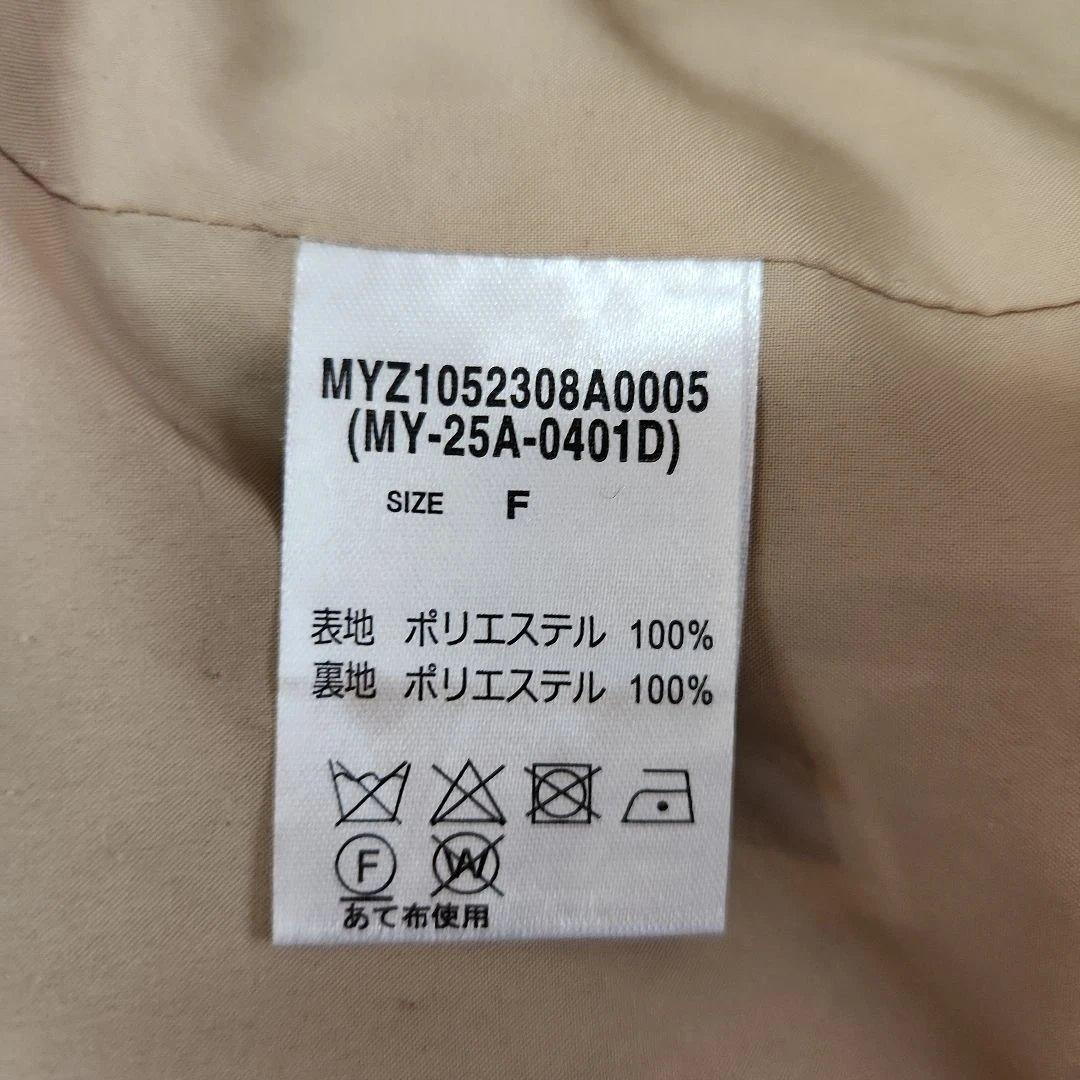 MYZ1052308A0005
(MY-25A-0401D)
SIZE F
表地 ポリエステル 100%
裏地 ポリエステル 100%
F W
あて布使用